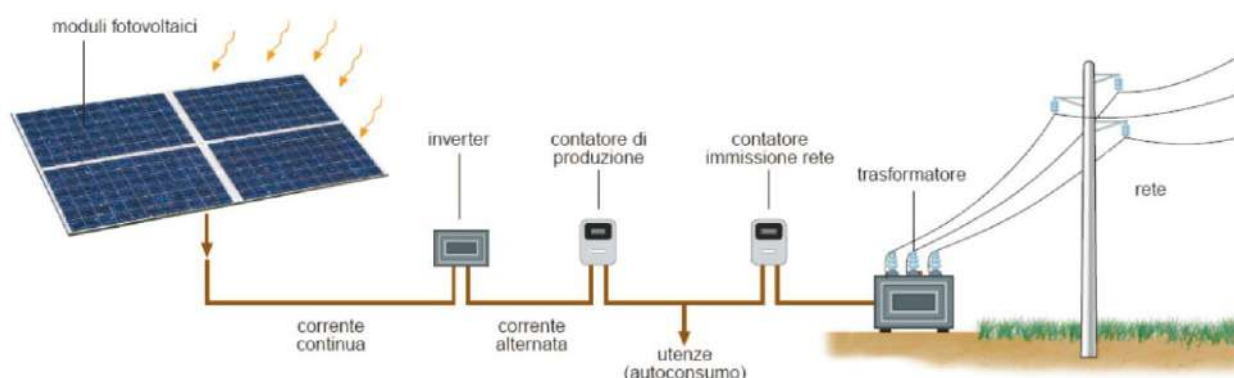 moduli fotovoltaici
inverter
contatore di
produzione
contatore
immissione rete
trasformatore
rete
corrente
continua
corrente
alternata
utenze
(autoconsumo)